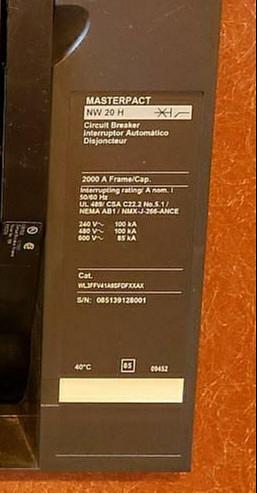 MASTERPACT
NW 20 H
Circuit Breaker
Interruptor Automático
Disjoncteur
2000 A Frame/Cap.
Interrupting rating/ A nom. I
50/60 Hz
UL 489/ CSA C22.2 No.5.1/
NEMA AB1/ NMX-J-266-ANCE
240 V~ 100 kA
480 V~ 100 kA
600 V~ 85 kA
Cat.
S/N: 085139128001
40°C 85 09452